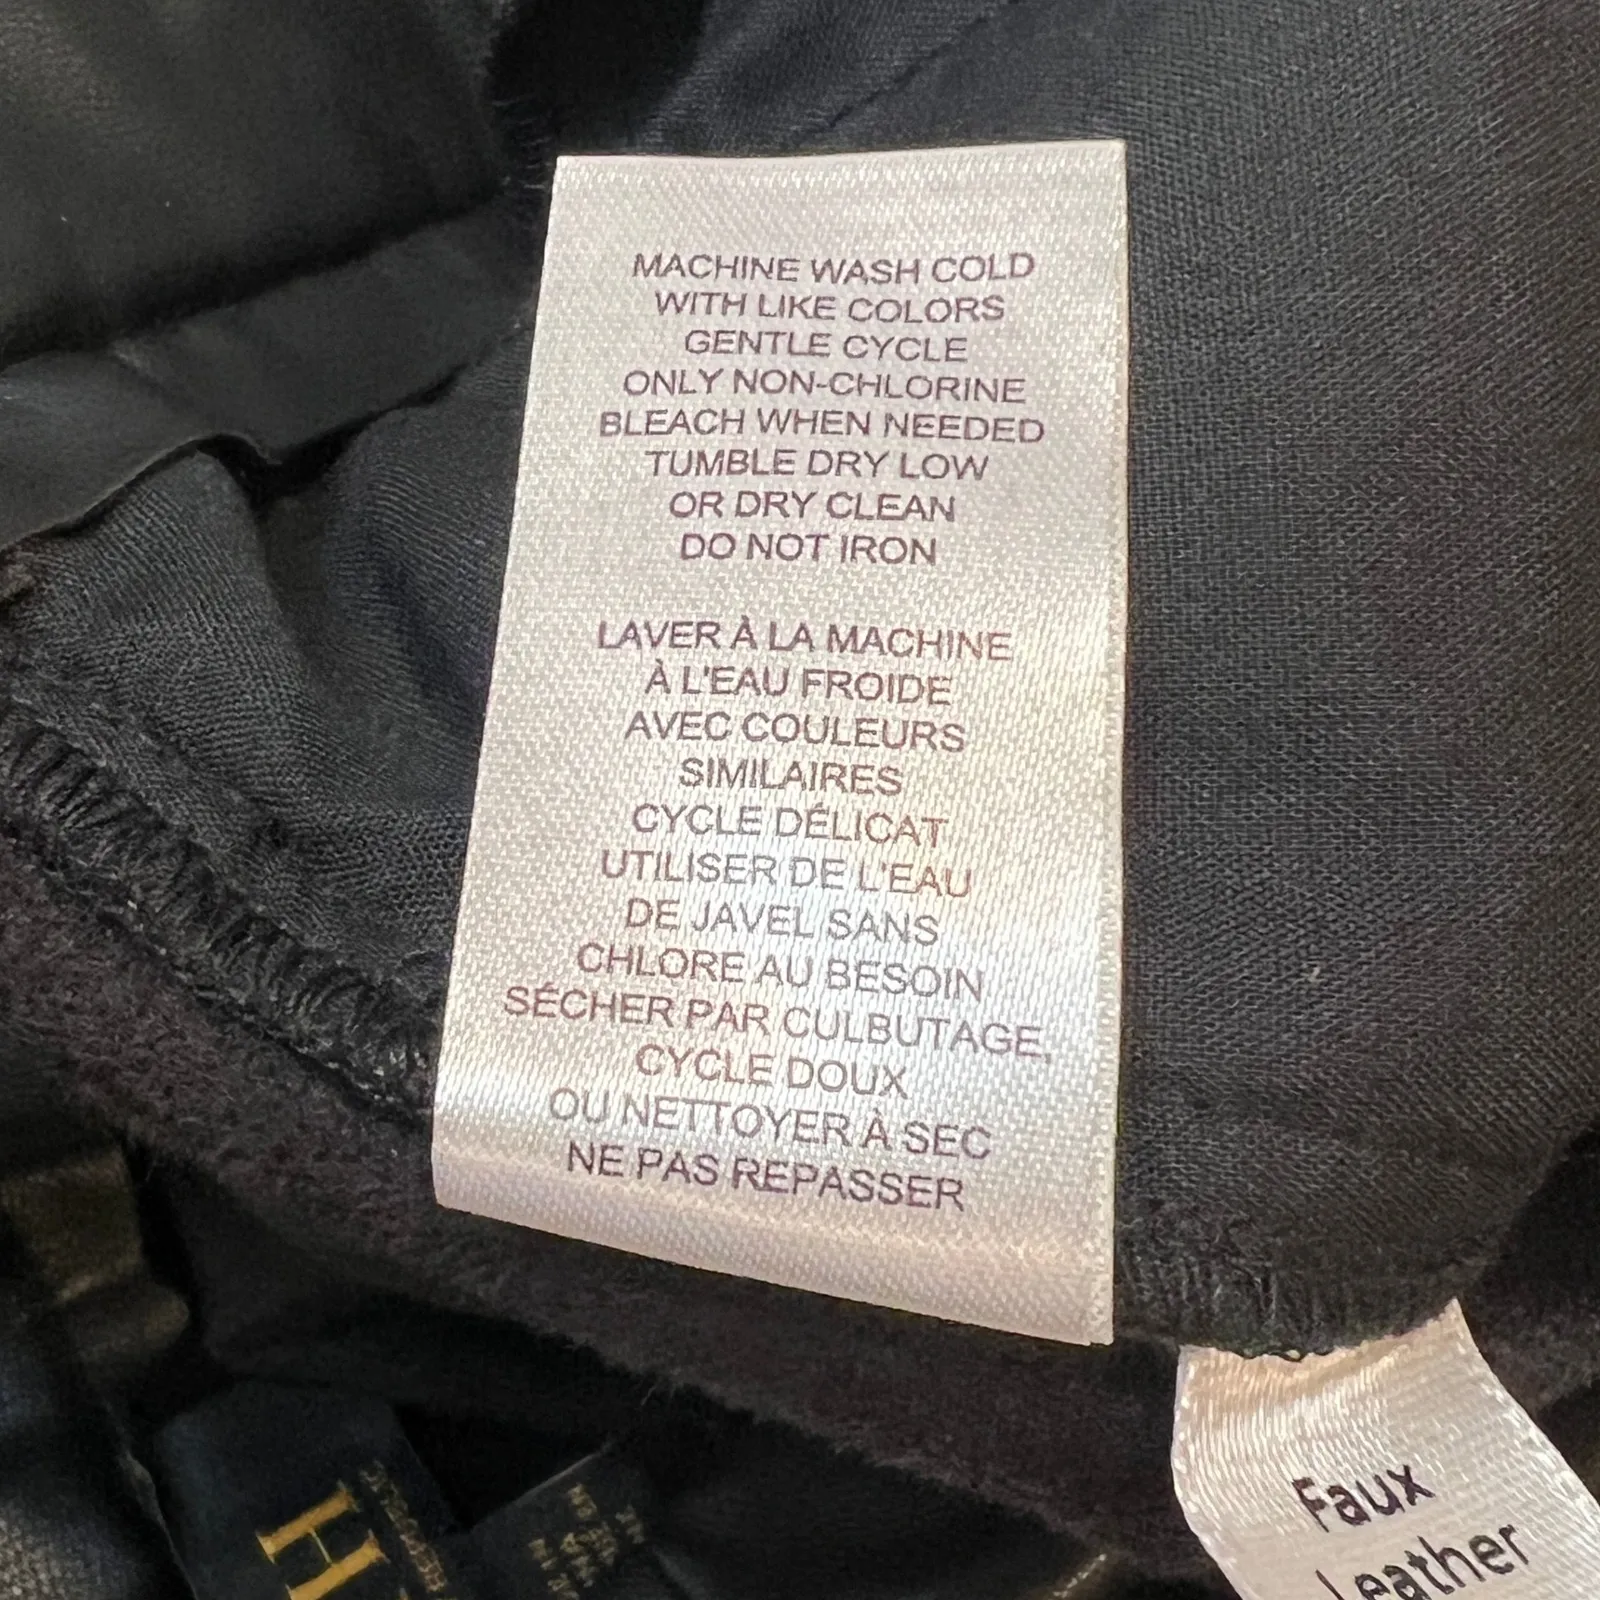 MACHINE WASH COLD
WITH LIKE COLORS
GENTLE CYCLE
ONLY NON-CHLORINE
BLEACH WHEN NEEDED
TUMBLE DRY LOW
OR DRY CLEAN
DO NOT IRON
LAVER À LA MACHINE
À L'EAU FROIDE
AVEC COULEURS
SIMILAIRES
CYCLE DÉLICAT
UTILISER DE L'EAU
DE JAVEL SANS
CHLORE AU BESOIN
SÉCHER PAR CULBUTAGE,
CYCLE DOUX
OU NETTOYER À SEC
NE PAS REPASSER
Faux
Leather
H